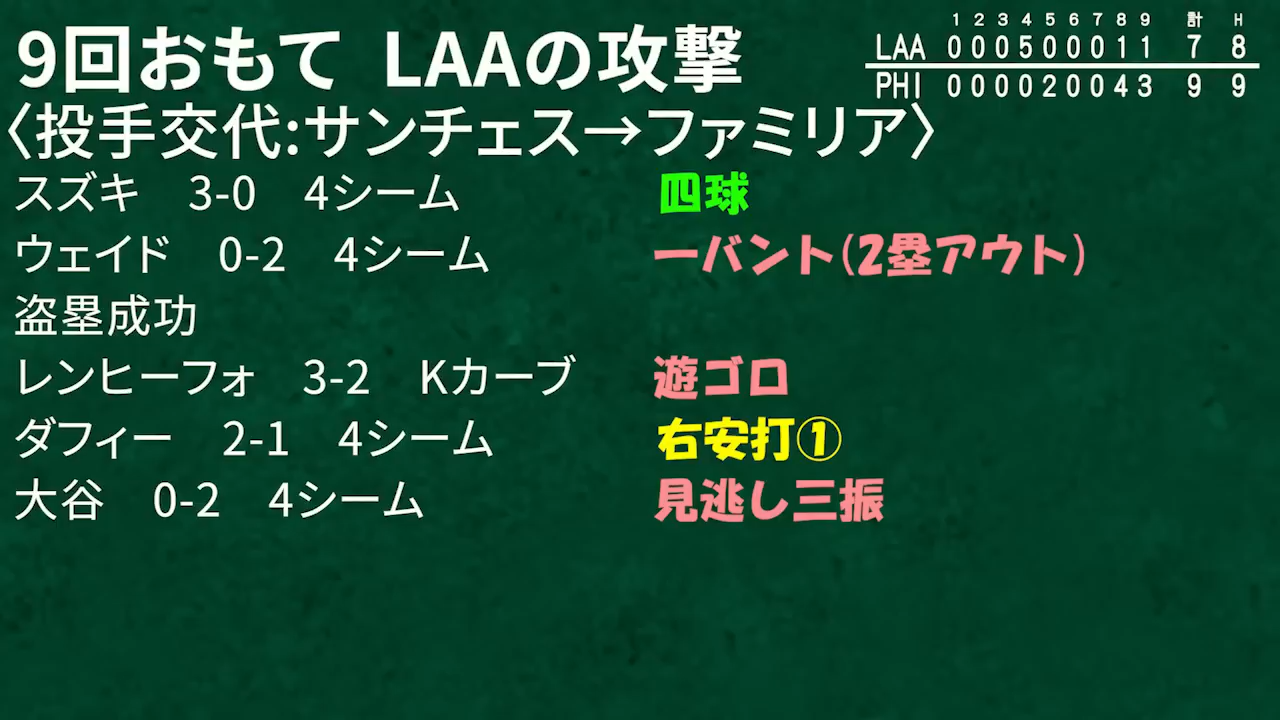 9回おもて LAAの攻撃
1 2 3 4 5 6 7 8 9 計 H
LAA 0 0 0 5 0 0 0 1 1 7 8
PHI 0 0 0 0 2 0 0 4 3 9 9
〈投手交代:サンチェス→ファミリア〉
スズキ 3-0 4シーム 四球
ウェイド 0-2 4シーム 一バント(2塁アウト)
盗塁成功
レンヒーフォ 3-2 Kカーブ 遊ゴロ
ダフィー 2-1 4シーム 右安打①
大谷 0-2 4シーム 見逃し三振